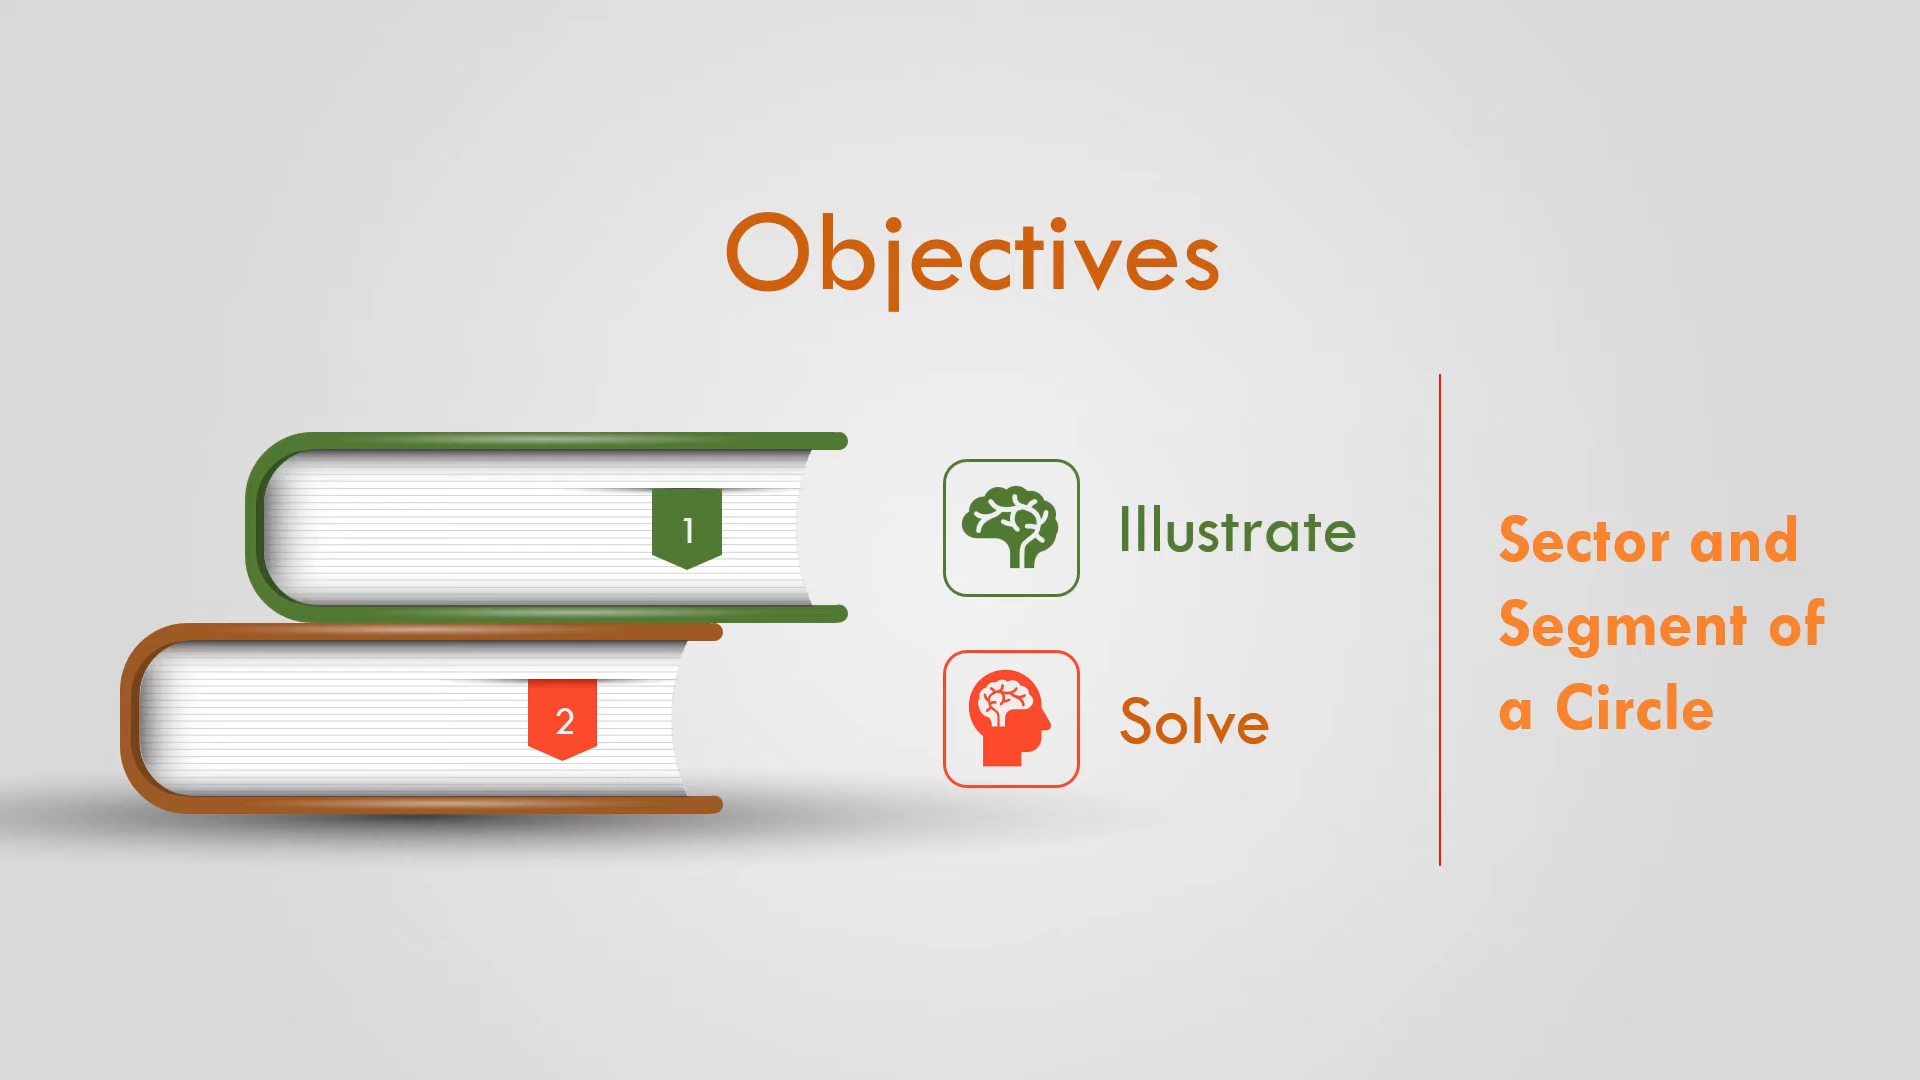 Objectives
1
Illustrate
2
Solve
Sector and
Segment of
a Circle